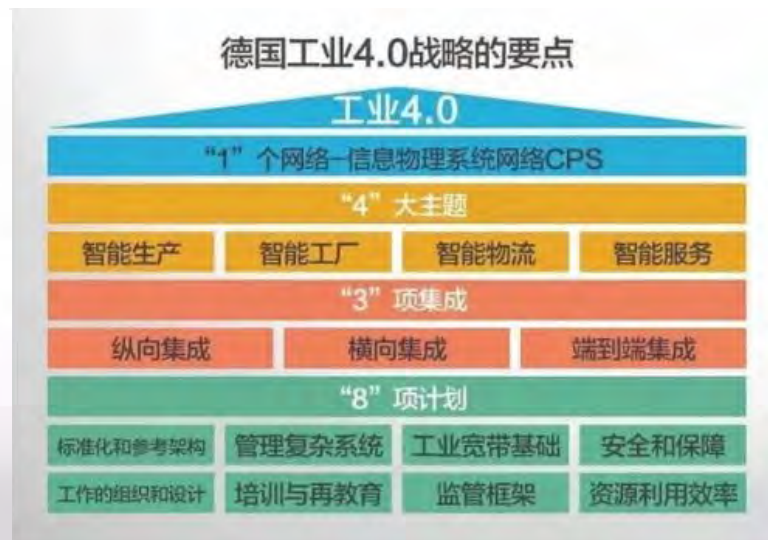 德国工业4.0战略的要点
工业4.0
“1”个网络-信息物理系统网络CPS
“4”大主题
智能生产 智能工厂 智能物流 智能服务
“3”项集成
纵向集成 横向集成 端到端集成
“8”项计划
标准化和参考架构 管理复杂系统 工业宽带基础 安全和保障
工作的组织和设计 培训与再教育 监管框架 资源利用效率